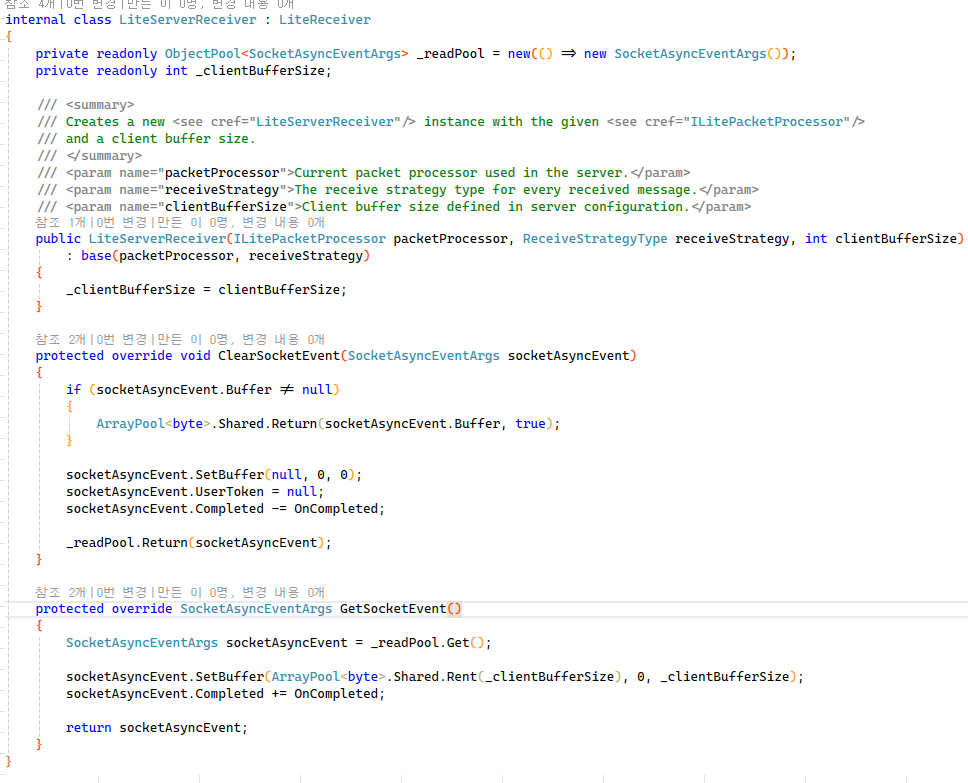 참조 4개|0번 변경|만든 이 0명, 변경 내용 0개
internal class LiteServerReceiver : LiteReceiver
{
    private readonly ObjectPool<SocketAsyncEventArgs> _readPool = new(() => new SocketAsyncEventArgs());
    private readonly int _clientBufferSize;

    /// <summary>
    /// Creates a new <see cref="LiteServerReceiver"/> instance with the given <see cref="ILitePacketProcessor"/>
    /// and a client buffer size.
    /// </summary>
    /// <param name="packetProcessor">Current packet processor used in the server.</param>
    /// <param name="receiveStrategy">The receive strategy type for every received message.</param>
    /// <param name="clientBufferSize">Client buffer size defined in server configuration.</param>
    참조 1개|0번 변경|만든 이 0명, 변경 내용 0개
    public LiteServerReceiver(ILitePacketProcessor packetProcessor, ReceiveStrategyType receiveStrategy, int clientBufferSize)
        : base(packetProcessor, receiveStrategy)
    {
        _clientBufferSize = clientBufferSize;
    }

    참조 2개|0번 변경|만든 이 0명, 변경 내용 0개
    protected override void ClearSocketEvent(SocketAsyncEventArgs socketAsyncEvent)
    {
        if (socketAsyncEvent.Buffer != null)
        {
            ArrayPool<byte>.Shared.Return(socketAsyncEvent.Buffer, true);
        }

        socketAsyncEvent.SetBuffer(null, 0, 0);
        socketAsyncEvent.UserToken = null;
        socketAsyncEvent.Completed -= OnCompleted;

        _readPool.Return(socketAsyncEvent);
    }

    참조 2개|0번 변경|만든 이 0명, 변경 내용 0개
    protected override SocketAsyncEventArgs GetSocketEvent()
    {
        SocketAsyncEventArgs socketAsyncEvent = _readPool.Get();

        socketAsyncEvent.SetBuffer(ArrayPool<byte>.Shared.Rent(_clientBufferSize), 0, _clientBufferSize);
        socketAsyncEvent.Completed += OnCompleted;

        return socketAsyncEvent;
    }
}